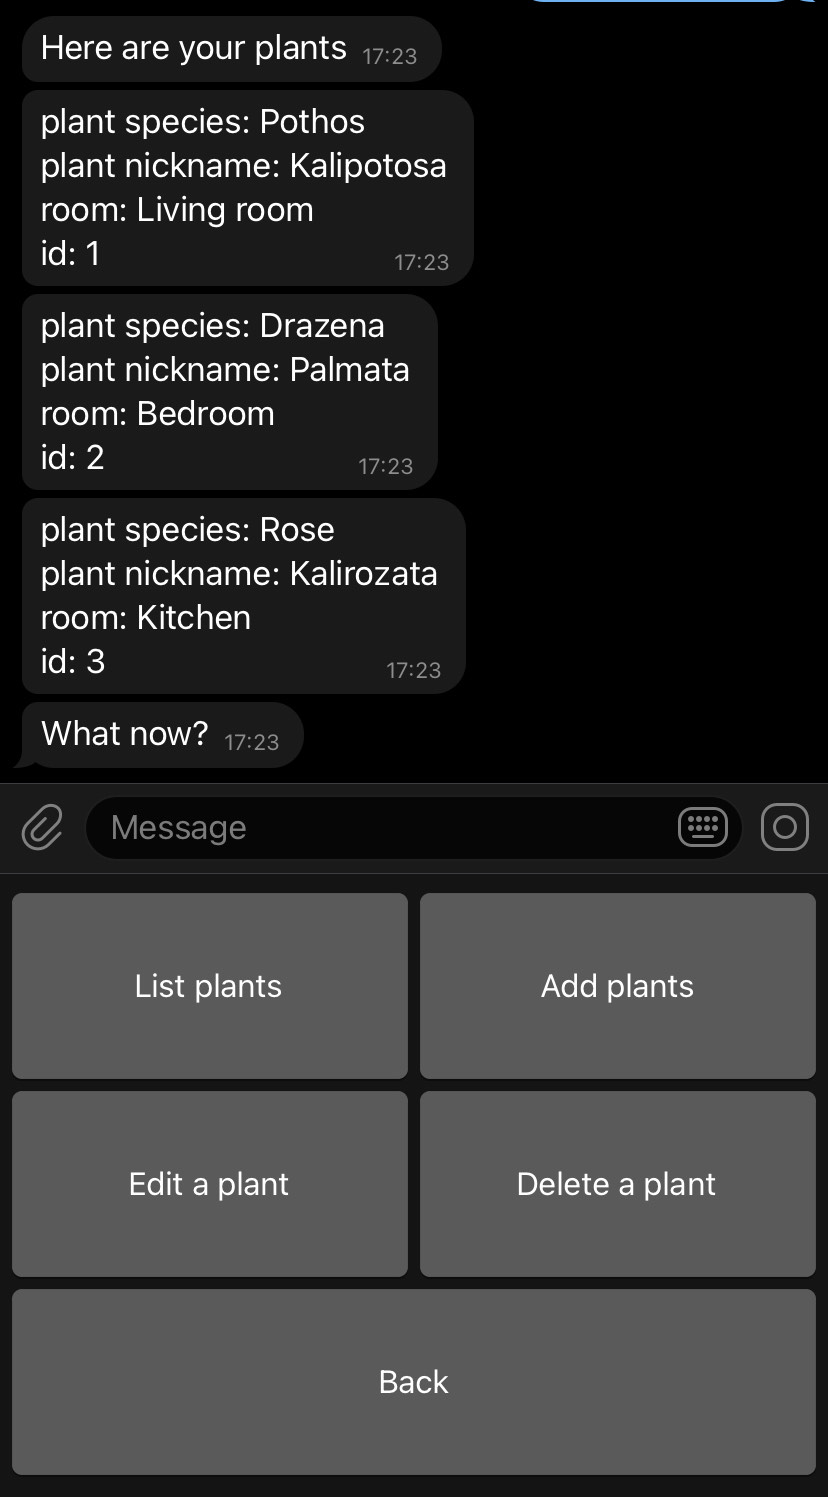 Here are your plants 17:23
plant species: Pothos
plant nickname: Kalipotosa
room: Living room
id: 1 17:23
plant species: Drazena
plant nickname: Palmata
room: Bedroom
id: 2 17:23
plant species: Rose
plant nickname: Kalirozata
room: Kitchen
id: 3 17:23
What now? 17:23
Message
List plants
Add plants
Edit a plant
Delete a plant
Back